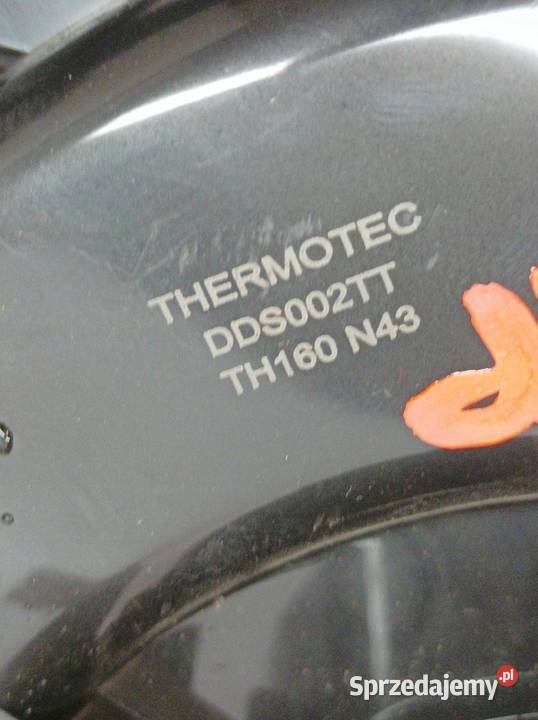 THERMOTEC
DDS002TT
TH160 N43
Sprzedajemy.pl